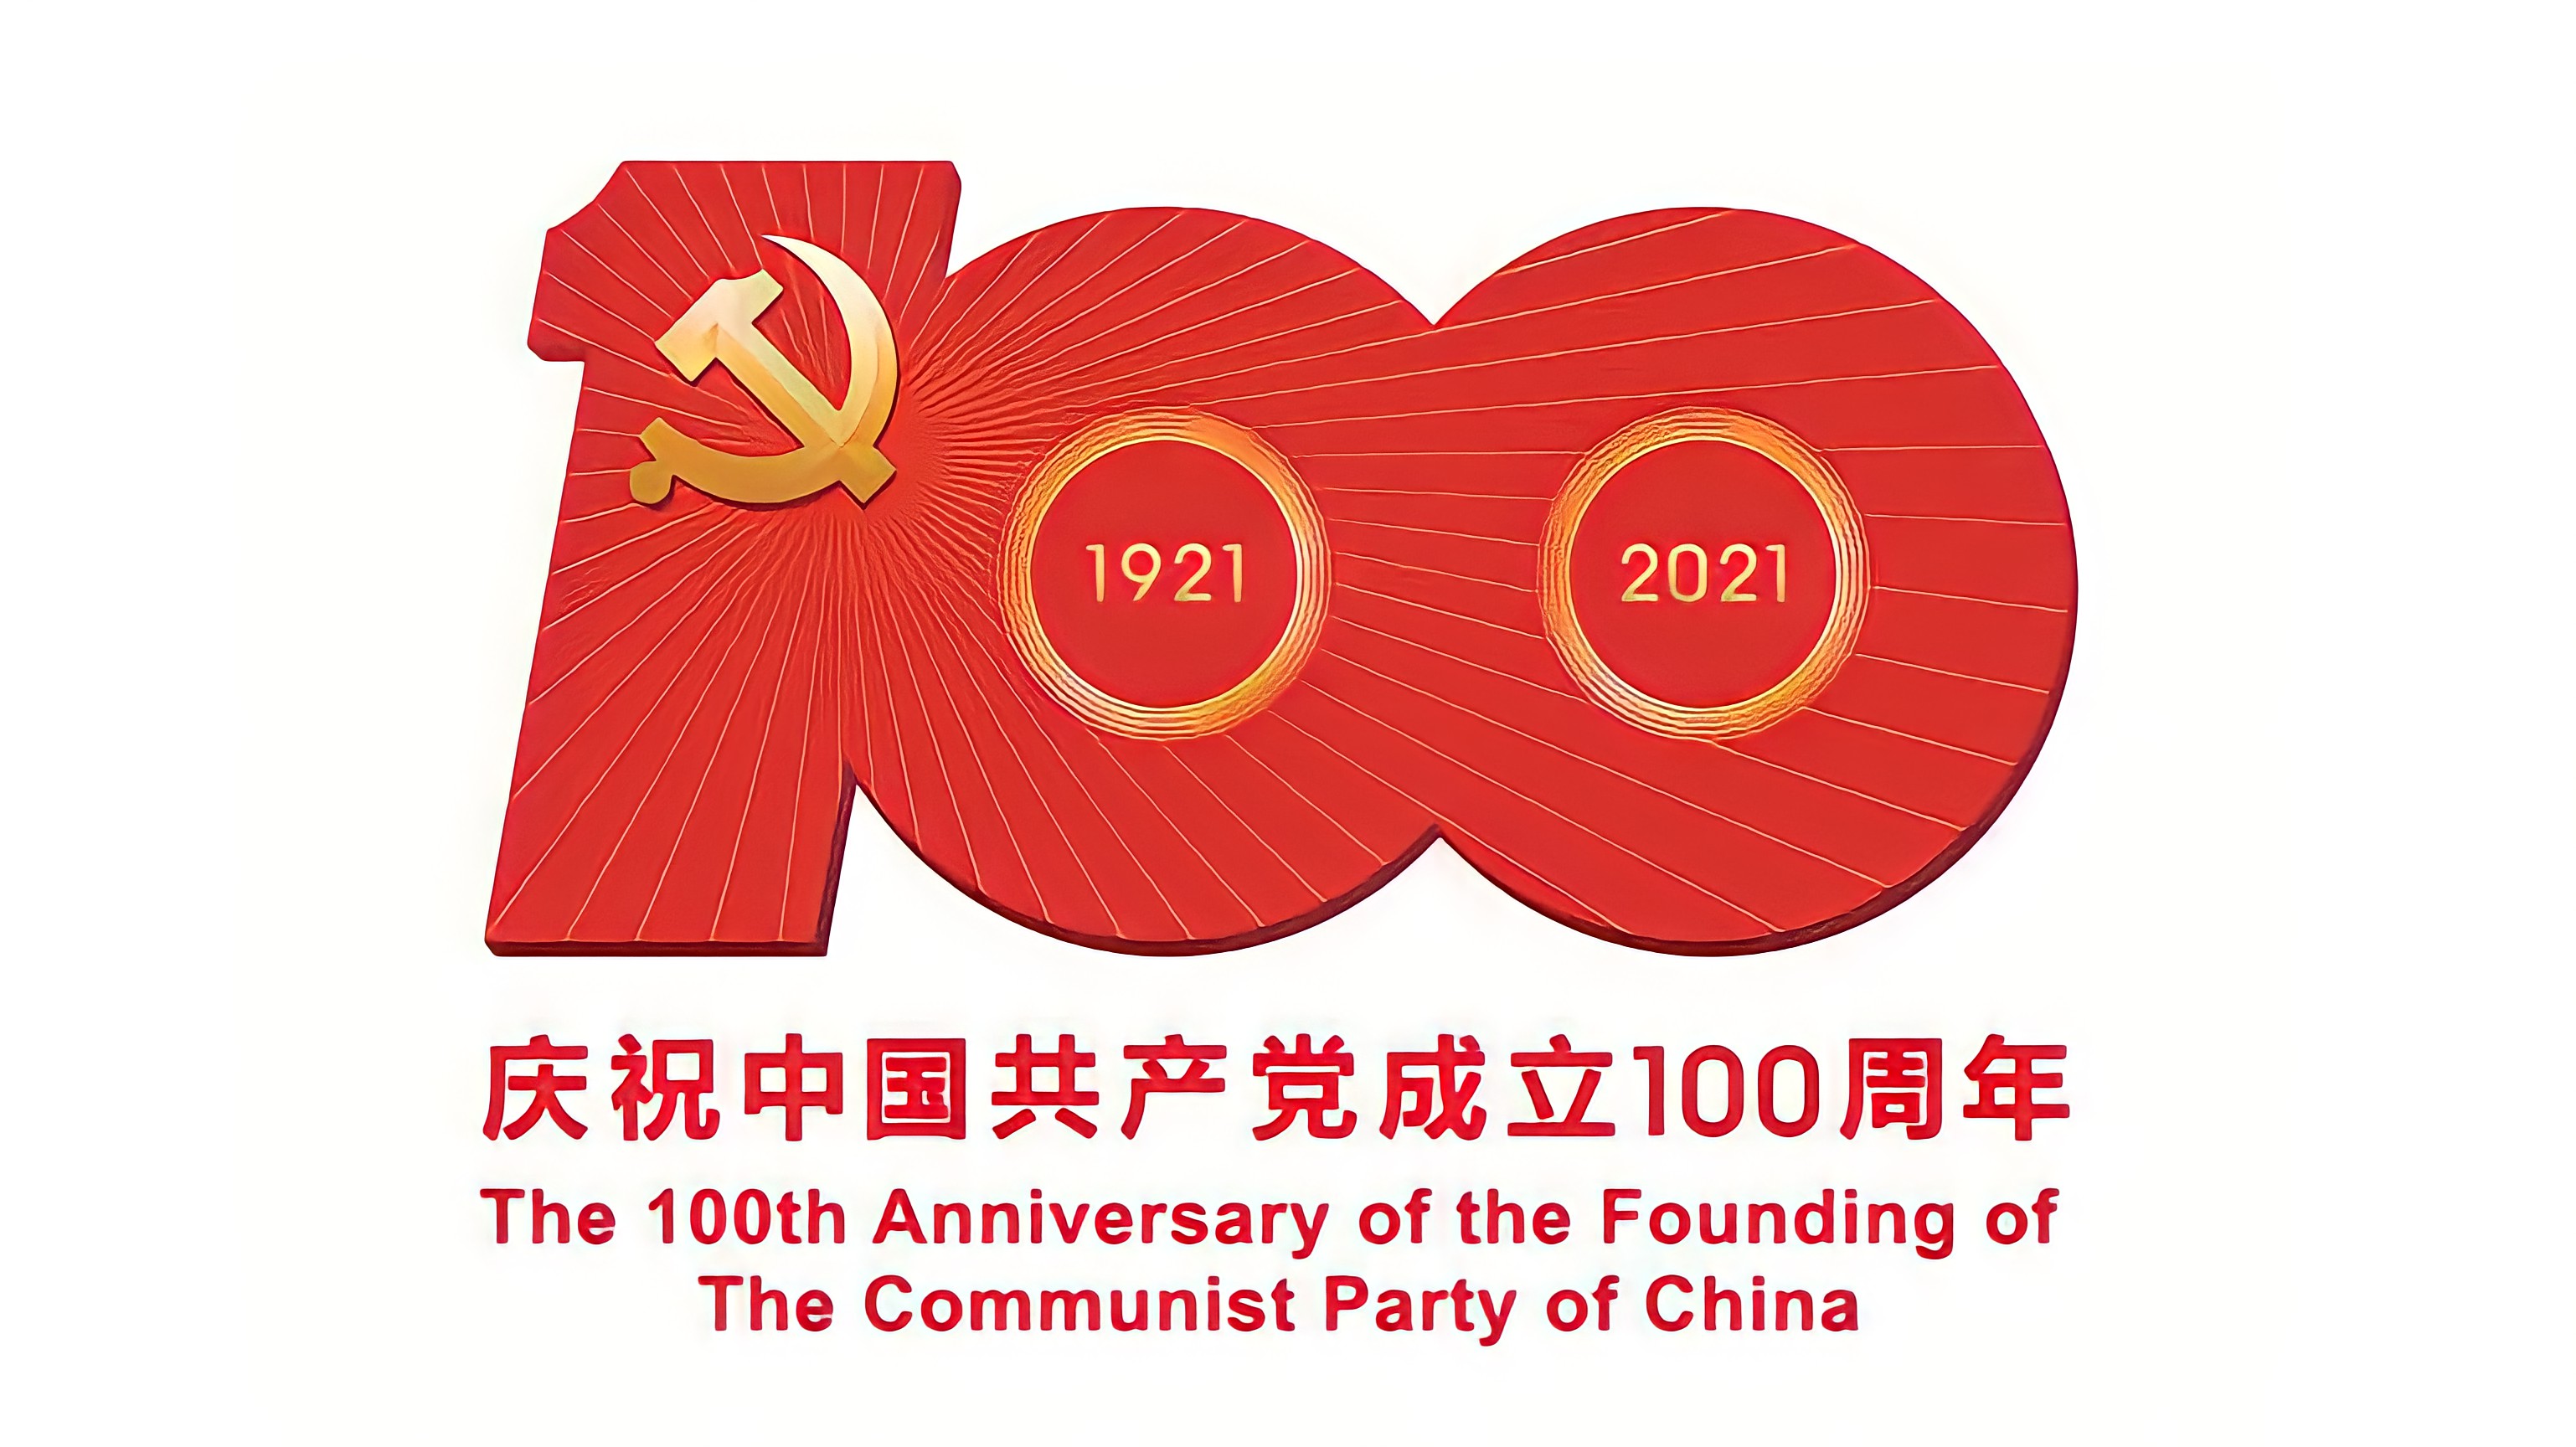 100
1921
2021
庆祝中国共产党成立100周年
The 100th Anniversary of the Founding of
The Communist Party of China